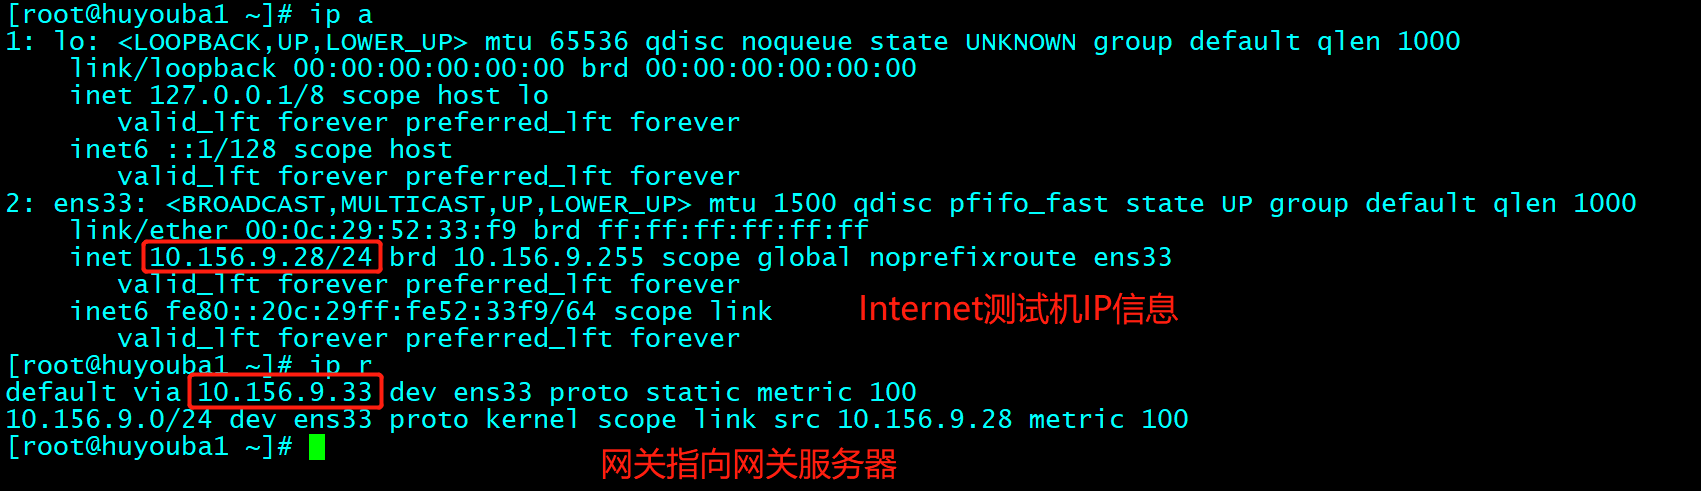 [root@huyouba1 ~]# ip a
1: lo: <LOOPBACK,UP,LOWER_UP> mtu 65536 qdisc noqueue state UNKNOWN group default qlen 1000
link/loopback 00:00:00:00:00:00 brd 00:00:00:00:00:00
inet 127.0.0.1/8 scope host lo
valid_lft forever preferred_lft forever
inet6 ::1/128 scope host
valid_lft forever preferred_lft forever
2: ens33: <BROADCAST,MULTICAST,UP,LOWER_UP> mtu 1500 qdisc pfifo_fast state UP group default qlen 1000
link/ether 00:0c:29:52:33:f9 brd ff:ff:ff:ff:ff:ff
inet 10.156.9.28/24 brd 10.156.9.255 scope global noprefixroute ens33
valid_lft forever preferred_lft forever
inet6 fe80::20c:29ff:fe52:33f9/64 scope link
Internet测试机IP信息
valid_lft forever preferred_lft forever
[root@huyouba1 ~]# ip r
default via 10.156.9.33 dev ens33 proto static metric 100
10.156.9.0/24 dev ens33 proto kernel scope link src 10.156.9.28 metric 100
[root@huyouba1 ~]#
网关指向网关服务器